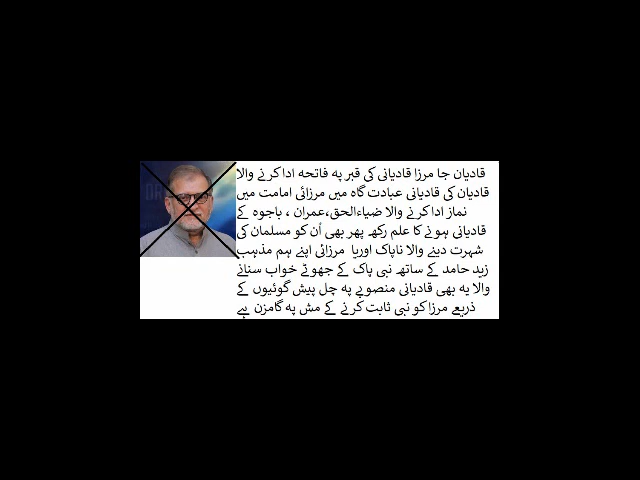 قادیان جا مرزا قادیانی کی قبر پہ فاتحہ ادا کرنے والا
قادیان کی قادیانی عبادت گاہ میں مرزائی امامت میں
نماز ادا کرنے والا ضیاءالحق،عمران ، باجوہ کے
قادیانی ہونے کا علم رکھ پھر بھی اُن کو مسلمان کی
شہرت دینے والا ناپاک اوریا مرزائی اپنے ہم مذہب
زید حامد کے ساتھ نبی پاک کے جھوٹے خواب سنانے
والا یہ بھی قادیانی منصوبے پہ چل پیش گوئیوں کے
ذریعے مرزا کو نبی ثابت کرنے کے مش پہ گامزن ہے